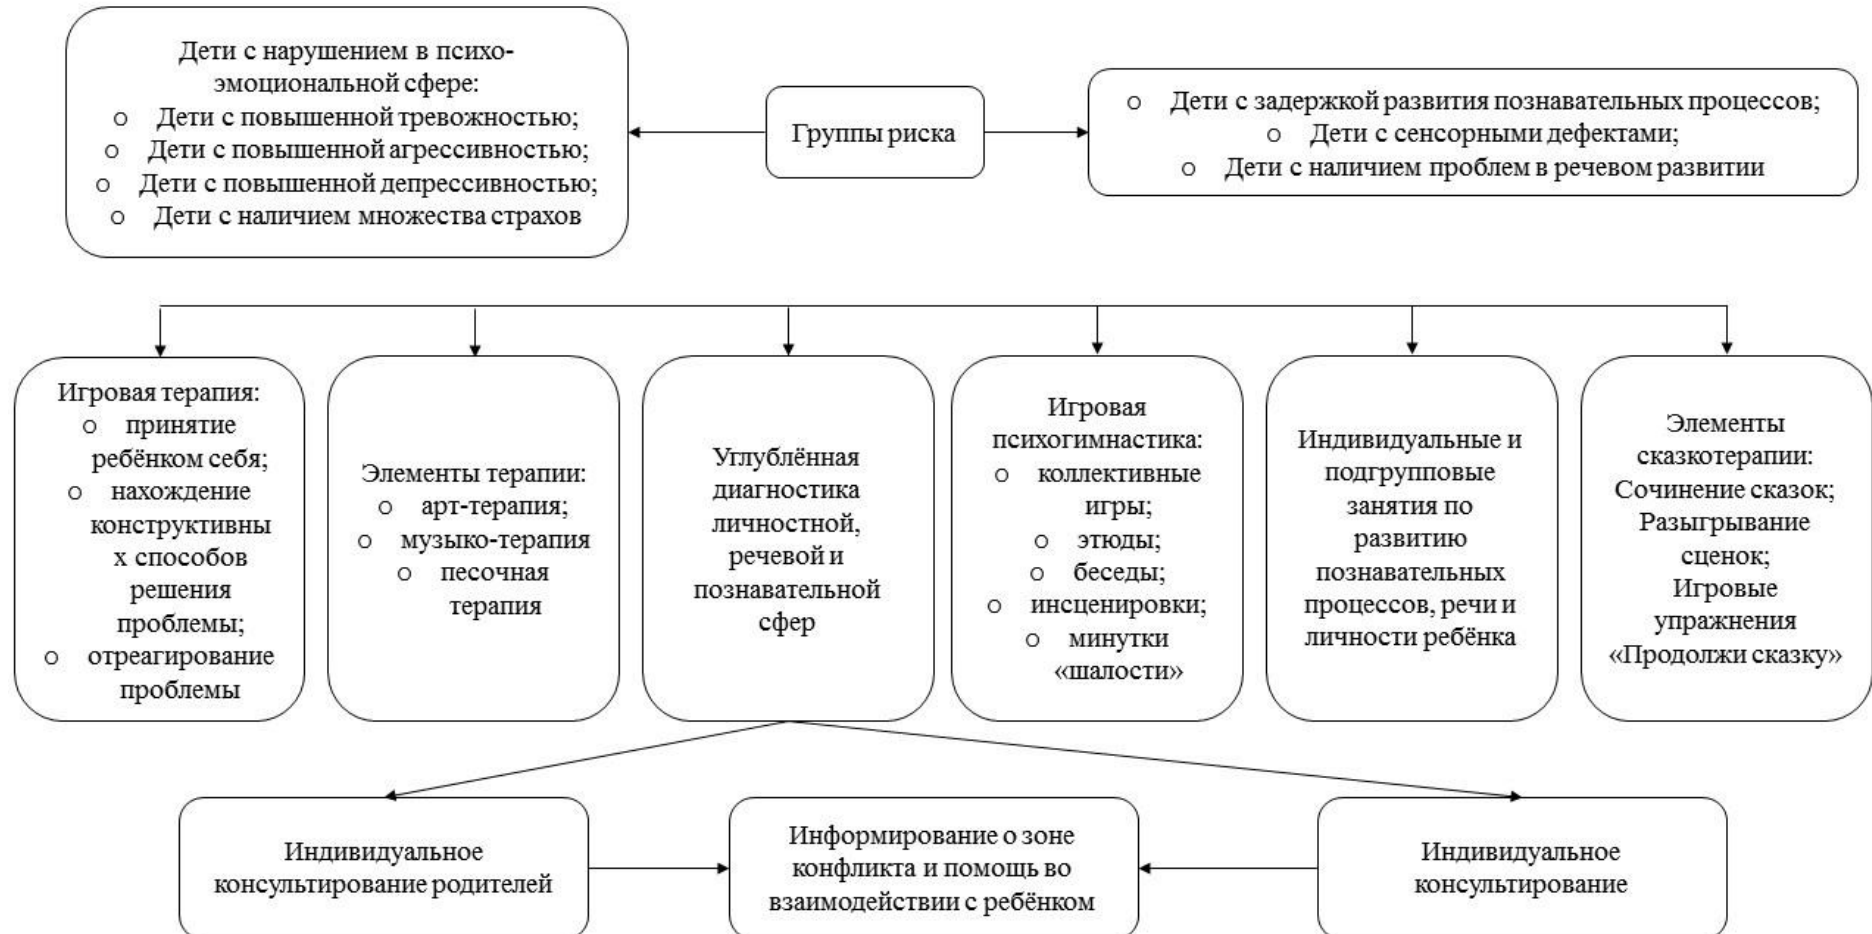 Дети с нарушением в психо-
эмоциональной сфере:
o Дети с повышенной тревожностью;
o Дети с повышенной агрессивностью;
o Дети с повышенной депрессивностью;
o Дети с наличием множества страхов
Группы риска
o Дети с задержкой развития познавательных процессов;
o Дети с сенсорными дефектами;
o Дети с наличием проблем в речевом развитии
Игровая терапия:
o принятие
ребёнком себя;
o нахождение
конструктивны
х способов
решения
проблемы;
o отреагирование
проблемы
Элементы терапии:
o арт-терапия;
o музыко-терапия
o песочная
терапия
Углублённая
диагностика
личностной,
речевой и
познавательной
сфер
Игровая
психогимнастика:
o коллективные
игры;
o этюды;
o беседы;
o инсценировки;
o минутки
«шалости»
Индивидуальные и
подгрупповые
занятия по
развитию
познавательных
процессов, речи и
личности ребёнка
Элементы
сказкотерапии:
Сочинение сказок;
Разыгрывание
сценок;
Игровые
упражнения
«Продолжи сказку»
Индивидуальное
консультирование родителей
Информирование о зоне
конфликта и помощь во
взаимодействии с ребёнком
Индивидуальное
консультирование